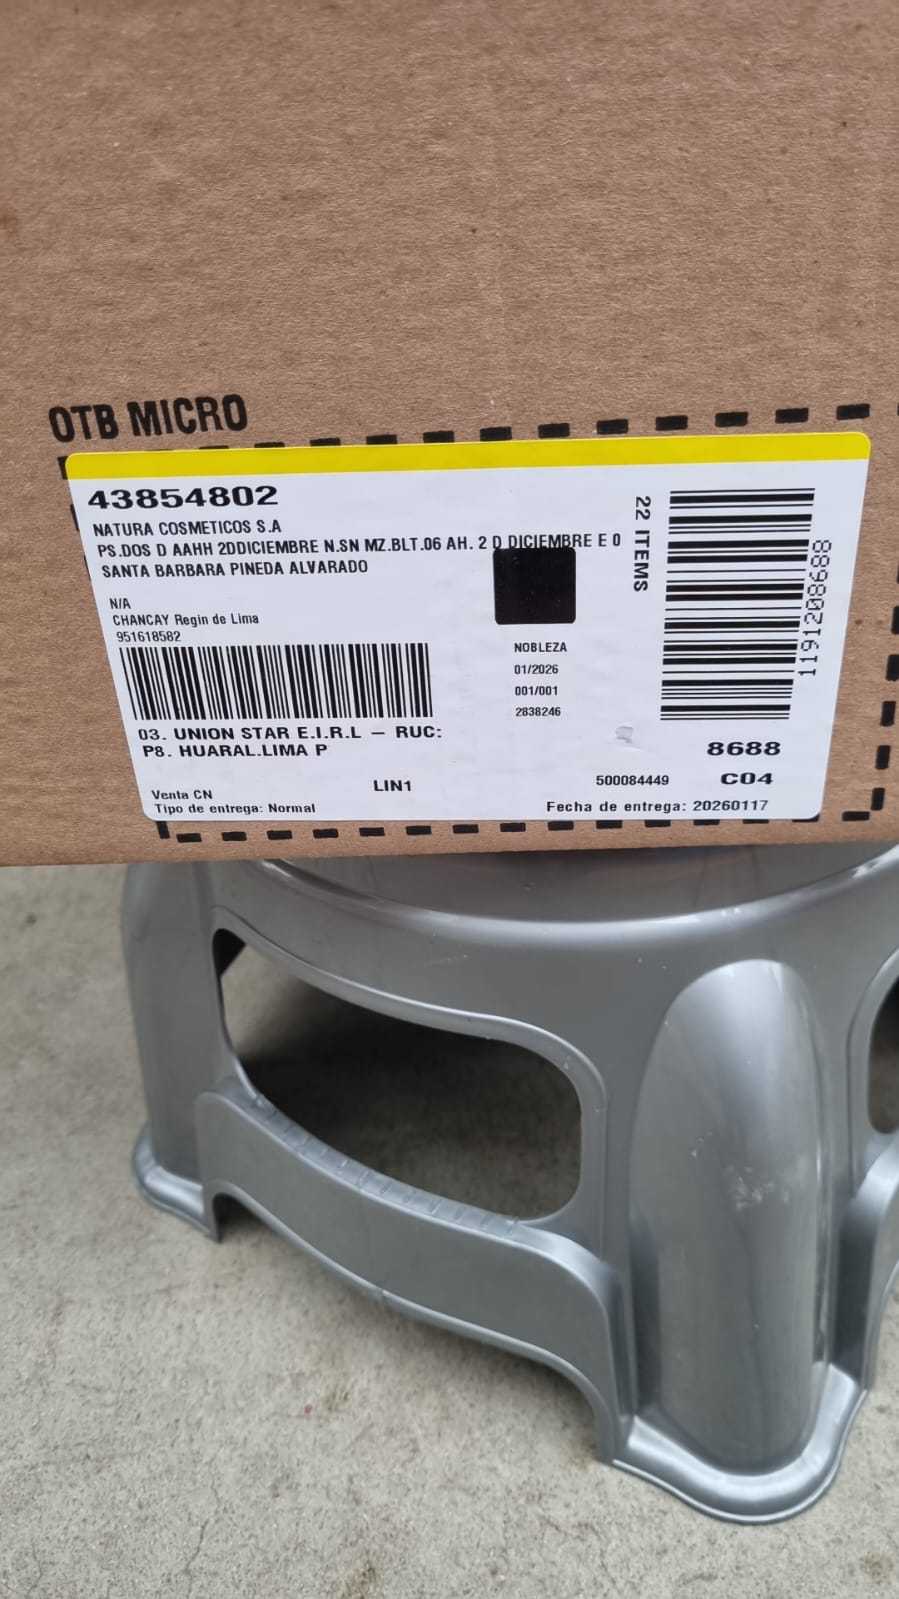 OTB MICRO
43854802
NATURA COSMETICOS S.A
PS.DOS D AAHH 2DDICIEMBRE N.SN MZ.BLT.06 AH. 2 D DICIEMBRE E 0
SANTA BARBARA PINEDA ALVARADO
N/A
CHANCAY Regin de Lima
951618582
03. UNION STAR E.I.R.L – RUC:
P8. HUARAL.LIMA P
Venta CN
Tipo de entrega: Normal
LIN1
NOBLEZA
01/2026
001/001
2838246
22 ITEMS
1191208688
8688
500084449
C04
Fecha de entrega: 20260117